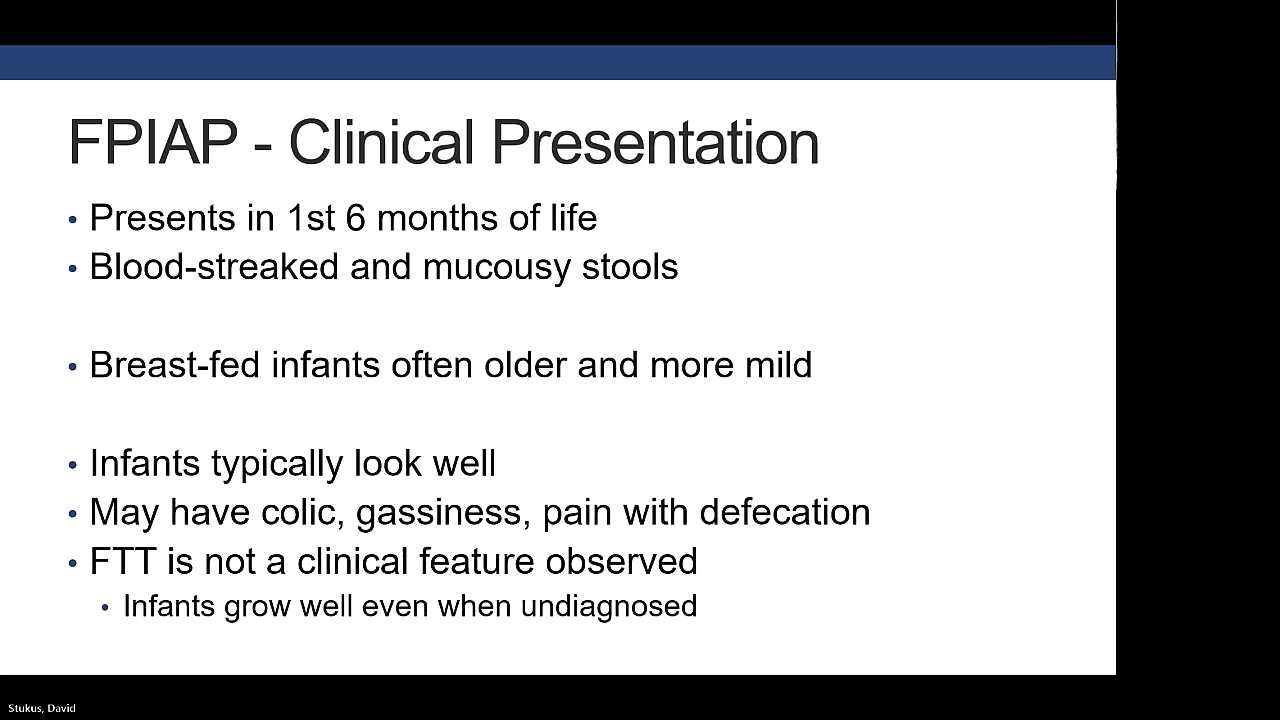 FPIAP - Clinical Presentation
• Presents in 1st 6 months of life
• Blood-streaked and mucousy stools
• Breast-fed infants often older and more mild
• Infants typically look well
• May have colic, gassiness, pain with defecation
• FTT is not a clinical feature observed
• Infants grow well even when undiagnosed
Stukus, David